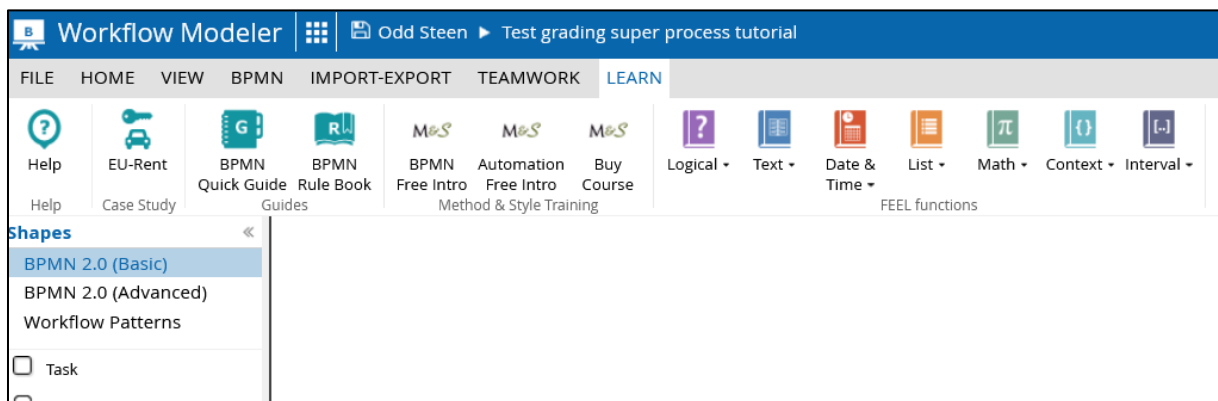 B Workflow Modeler Odd Steen ▶ Test grading super process tutorial
FILE HOME VIEW BPMN IMPORT-EXPORT TEAMWORK LEARN
? G R M&S M&S M&S ? π {} [..]
Help EU-Rent BPMN BPMN BPMN Automation Buy Logical Text Date & List Math Context Interval
Quick Guide Rule Book Free Intro Free Intro Course Time
Help Case Study Guides Method & Style Training FEEL functions
Shapes «
BPMN 2.0 (Basic)
BPMN 2.0 (Advanced)
Workflow Patterns
Task